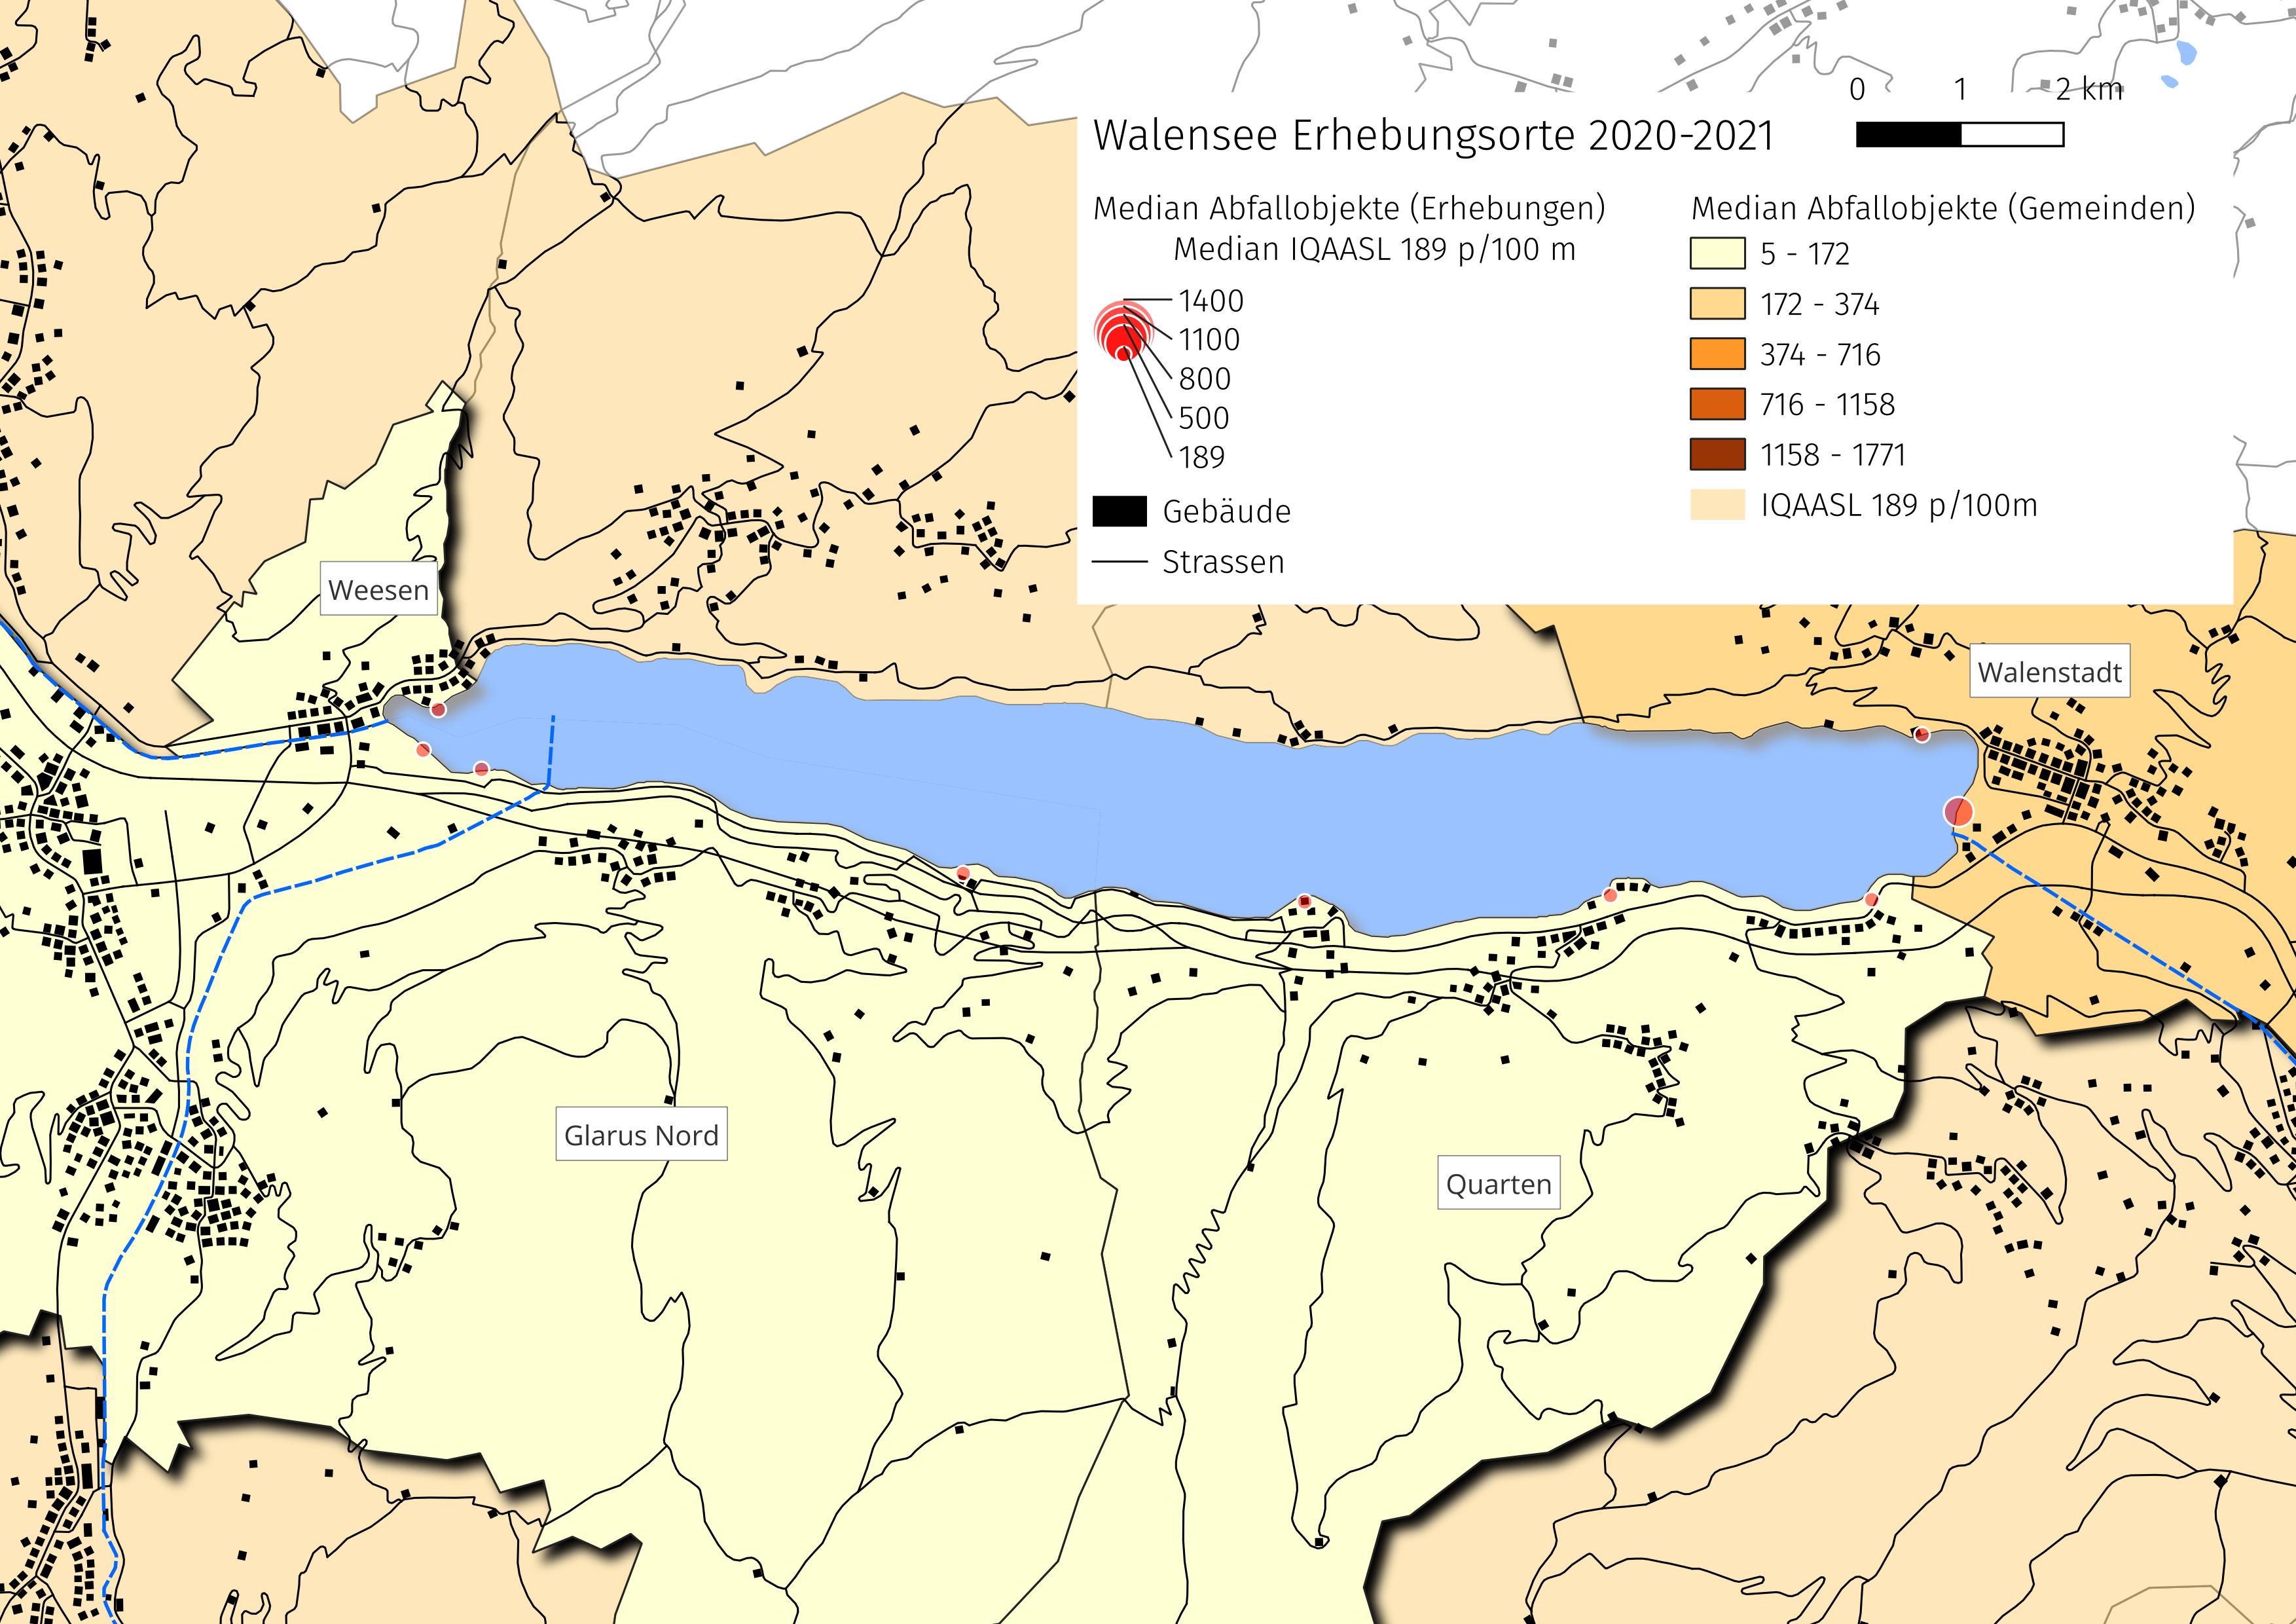 0 1 2 km
Walensee Erhebungsorte 2020-2021
Median Abfallobjekte (Erhebungen)
Median IQAASL 189 p/100 m
1400
1100
800
500
189
Gebäude
Strassen
Median Abfallobjekte (Gemeinden)
5 - 172
172 - 374
374 - 716
716 - 1158
1158 - 1771
IQAASL 189 p/100m
Weesen
Walenstadt
Glarus Nord
Quarten